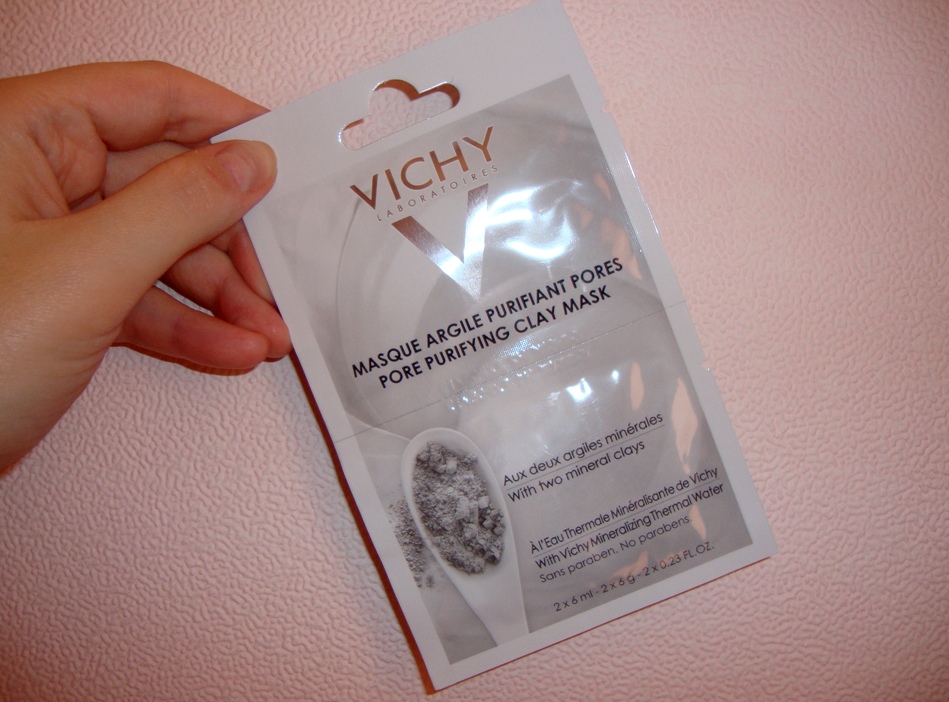 VICHY
LABORATOIRES
MASQUE ARGILE PURIFIANT PORES
PORE PURIFYING CLAY MASK
Aux deux argiles minérales
With two mineral clays
À l'Eau Thermale Minéralisante de Vichy
With Vichy Mineralizing Thermal Water
Sans paraben. No parabens.
2 x 6 ml - 2 x 6 g - 2 x 0.23 FL.OZ.